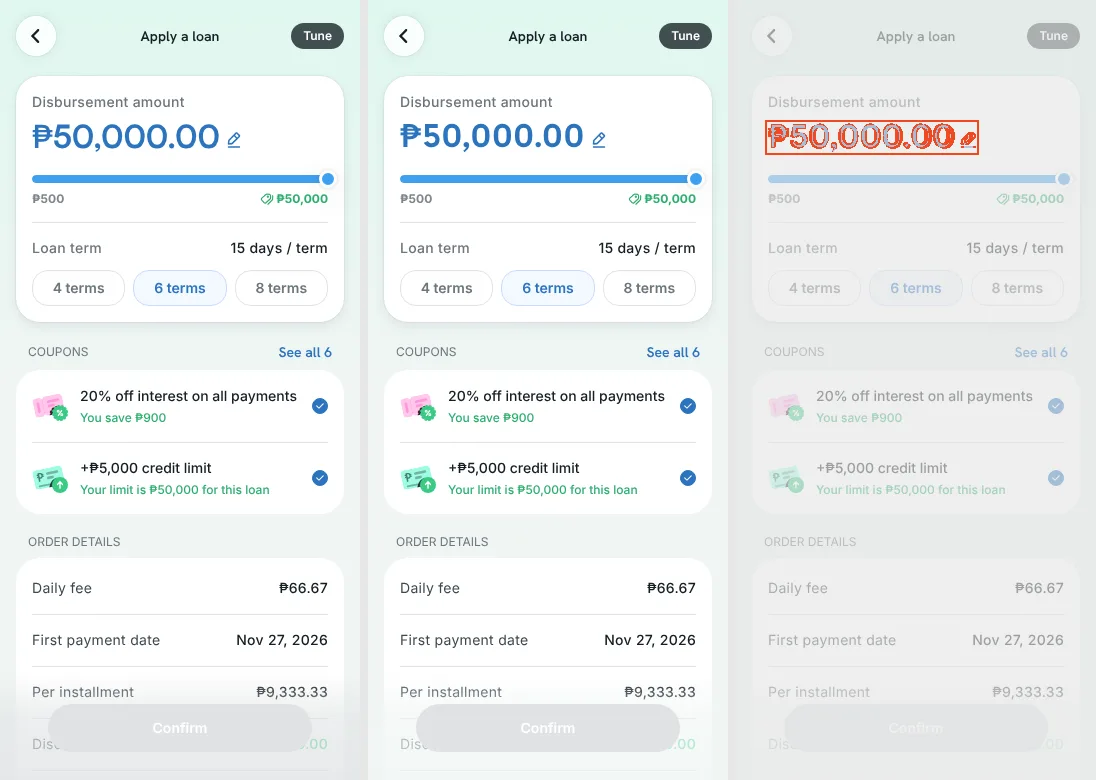 Apply a loan
Tune
Disbursement amount
₱50,000.00
₱500
₱50,000
Loan term
15 days / term
4 terms
6 terms
8 terms
COUPONS
See all 6
20% off interest on all payments
You save ₱900
+₱5,000 credit limit
Your limit is ₱50,000 for this loan
ORDER DETAILS
Daily fee
₱66.67
First payment date
Nov 27, 2026
Per installment
₱9,333.33
Confirm
Apply a loan
Tune
Disbursement amount
₱50,000.00
₱500
₱50,000
Loan term
15 days / term
4 terms
6 terms
8 terms
COUPONS
See all 6
20% off interest on all payments
You save ₱900
+₱5,000 credit limit
Your limit is ₱50,000 for this loan
ORDER DETAILS
Daily fee
₱66.67
First payment date
Nov 27, 2026
Per installment
₱9,333.33
Confirm
Apply a loan
Tune
Disbursement amount
₱50,000.00
₱500
₱50,000
Loan term
15 days / term
4 terms
6 terms
8 terms
COUPONS
See all 6
20% off interest on all payments
You save ₱900
+₱5,000 credit limit
Your limit is ₱50,000 for this loan
ORDER DETAILS
Daily fee
₱66.67
First payment date
Nov 27, 2026
Per installment
₱9,333.33
Confirm